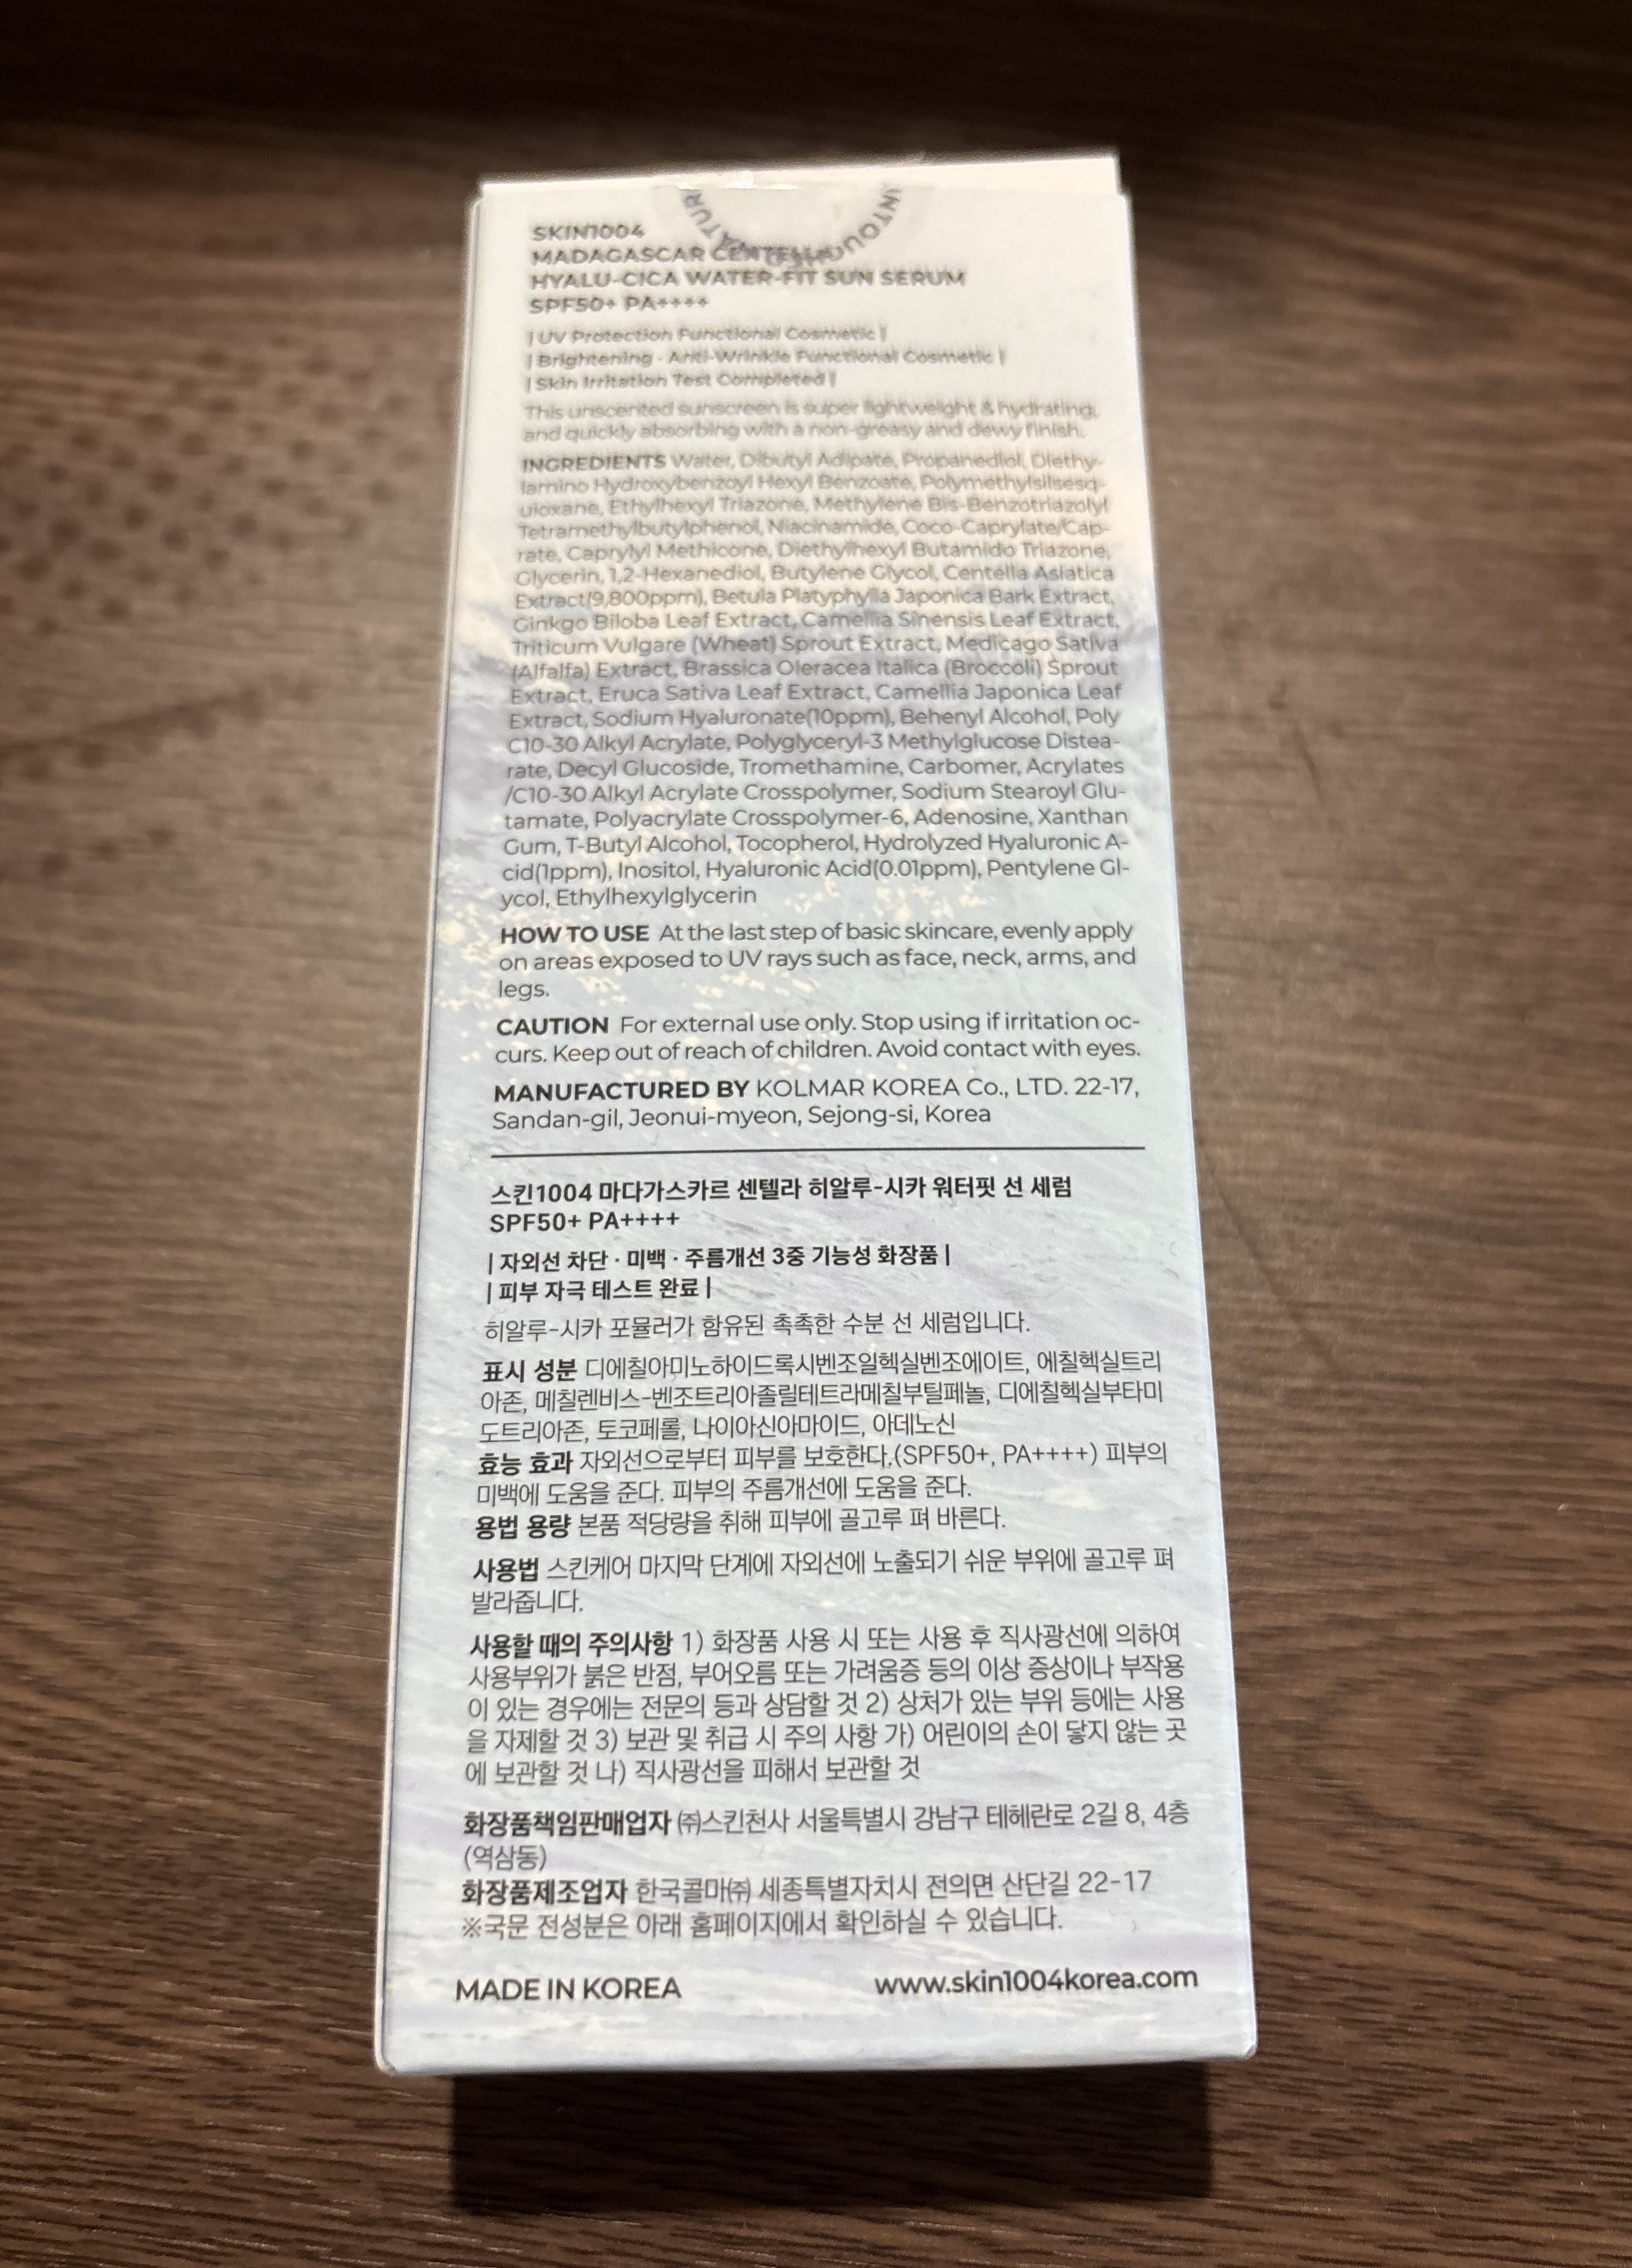 SKIN1004
MADAGASCAR CENTELLA
HYALU-CICA WATER-FIT SUN SERUM
SPF50+ PA++++
| UV Protection Functional Cosmetic |
| Brightening · Anti-Wrinkle Functional Cosmetic |
| Skin Irritation Test Completed |
This unscented sunscreen is super lightweight & hydrating,
and quickly absorbing with a non-greasy and dewy finish.
INGREDIENTS Water, Dibutyl Adipate, Propanediol, Diethy-
lamino Hydroxybenzoyl Hexyl Benzoate, Polymethylsilsesq-
uioxane, Ethylhexyl Triazone, Methylene Bis-Benzotriazolyl
Tetramethylbutylphenol, Niacinamide, Coco-Caprylate/Cap-
rate, Caprylyl Methicone, Diethylhexyl Butamido Triazone,
Glycerin, 1,2-Hexanediol, Butylene Glycol, Centella Asiatica
Extract(9,800ppm), Betula Platyphylla Japonica Bark Extract,
Ginkgo Biloba Leaf Extract, Camellia Sinensis Leaf Extract,
Triticum Vulgare (Wheat) Sprout Extract, Medicago Sativa
(Alfalfa) Extract, Brassica Oleracea Italica (Broccoli) Sprout
Extract, Eruca Sativa Leaf Extract, Camellia Japonica Leaf
Extract, Sodium Hyaluronate(10ppm), Behenyl Alcohol, Poly
C10-30 Alkyl Acrylate, Polyglyceryl-3 Methylglucose Distea-
rate, Decyl Glucoside, Tromethamine, Carbomer, Acrylates
/C10-30 Alkyl Acrylate Crosspolymer, Sodium Stearoyl Glu-
tamate, Polyacrylate Crosspolymer-6, Adenosine, Xanthan
Gum, T-Butyl Alcohol, Tocopherol, Hydrolyzed Hyaluronic A-
cid(1ppm), Inositol, Hyaluronic Acid(0.01ppm), Pentylene Gl-
ycol, Ethylhexylglycerin
HOW TO USE At the last step of basic skincare, evenly apply
on areas exposed to UV rays such as face, neck, arms, and
legs.
CAUTION For external use only. Stop using if irritation oc-
curs. Keep out of reach of children. Avoid contact with eyes.
MANUFACTURED BY KOLMAR KOREA Co., LTD. 22-17,
Sandan-gil, Jeonui-myeon, Sejong-si, Korea
스킨1004 마다가스카르 센텔라 히알루-시카 워터핏 선 세럼
SPF50+ PA++++
| 자외선 차단 · 미백 · 주름개선 3중 기능성 화장품 |
| 피부 자극 테스트 완료 |
히알루-시카 포뮬러가 함유된 촉촉한 수분 선 세럼입니다.
표시 성분 디에칠아미노하이드록시벤조일헥실벤조에이트, 에칠헥실트리
아존, 메칠렌비스-벤조트리아졸릴테트라메칠부틸페놀, 디에칠헥실부타미
도트리아존, 토코페롤, 나이아신아마이드, 아데노신
효능 효과 자외선으로부터 피부를 보호한다.(SPF50+, PA++++) 피부의
미백에 도움을 준다. 피부의 주름개선에 도움을 준다.
용법 용량 본품 적당량을 취해 피부에 골고루 펴 바른다.
사용법 스킨케어 마지막 단계에 자외선에 노출되기 쉬운 부위에 골고루 펴
발라줍니다.
사용할 때의 주의사항 1) 화장품 사용 시 또는 사용 후 직사광선에 의하여
사용부위가 붉은 반점, 부어오름 또는 가려움증 등의 이상 증상이나 부작용
이 있는 경우에는 전문의 등과 상담할 것 2) 상처가 있는 부위 등에는 사용
을 자제할 것 3) 보관 및 취급 시 주의 사항 가) 어린이의 손이 닿지 않는 곳
에 보관할 것 나) 직사광선을 피해서 보관할 것
화장품책임판매업자 ㈜스킨천사 서울특별시 강남구 테헤란로 2길 8, 4층
(역삼동)
화장품제조업자 한국콜마㈜ 세종특별자치시 전의면 산단길 22-17
※국문 전성분은 아래 홈페이지에서 확인하실 수 있습니다.
MADE IN KOREA
www.skin1004korea.com